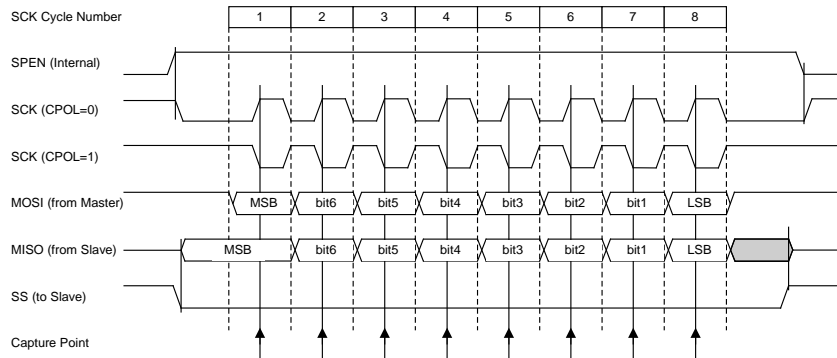 SCK Cycle Number 1 2 3 4 5 6 7 8
SPEN (Internal)
SCK (CPOL=0)
SCK (CPOL=1)
MOSI (from Master) MSB bit6 bit5 bit4 bit3 bit2 bit1 LSB
MISO (from Slave) MSB bit6 bit5 bit4 bit3 bit2 bit1 LSB
SS (to Slave)
Capture Point